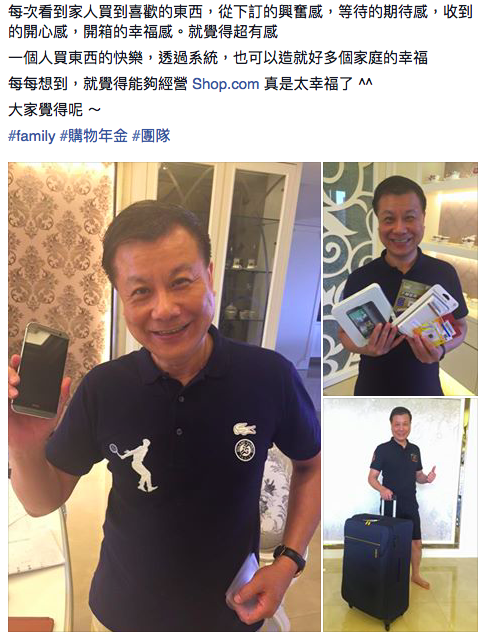 每次看到家人買到喜歡的東西，從下訂的興奮感，等待的期待感，收到
的開心感，開箱的幸福感。就覺得超有感
一個人買東西的快樂，透過系統，也可以造就好多個家庭的幸福
每每想到，就覺得能夠經營 Shop.com 真是太幸福了 ^^
大家覺得呢 ～
#family #購物年金 #團隊